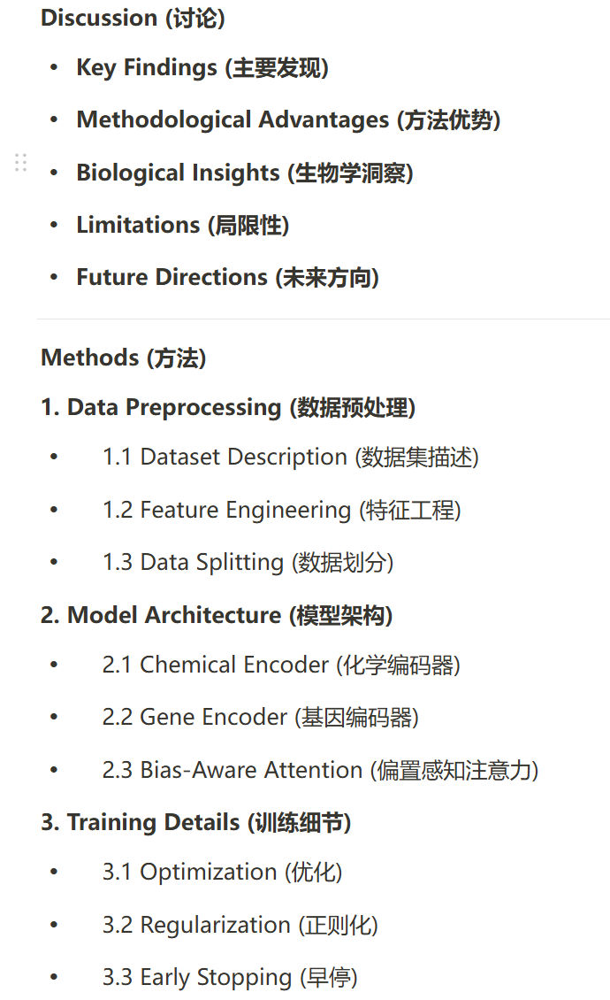 Discussion (讨论)
• Key Findings (主要发现)
• Methodological Advantages (方法优势)
• Biological Insights (生物学洞察)
• Limitations (局限性)
• Future Directions (未来方向)
Methods (方法)
1. Data Preprocessing (数据预处理)
• 1.1 Dataset Description (数据集描述)
• 1.2 Feature Engineering (特征工程)
• 1.3 Data Splitting (数据划分)
2. Model Architecture (模型架构)
• 2.1 Chemical Encoder (化学编码器)
• 2.2 Gene Encoder (基因编码器)
• 2.3 Bias-Aware Attention (偏置感知注意力)
3. Training Details (训练细节)
• 3.1 Optimization (优化)
• 3.2 Regularization (正则化)
• 3.3 Early Stopping (早停)